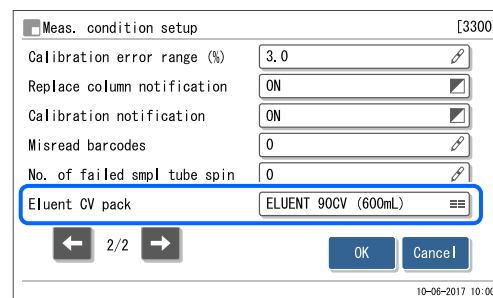 Meas. condition setup [3300]
Calibration error range (%) 3.0
Replace column notification ON
Calibration notification ON
Misread barcodes 0
No. of failed smpl tube spin 0
Eluent CV pack ELUENT 90CV (600mL)
2/2 OK Cancel
10-06-2017 10:00